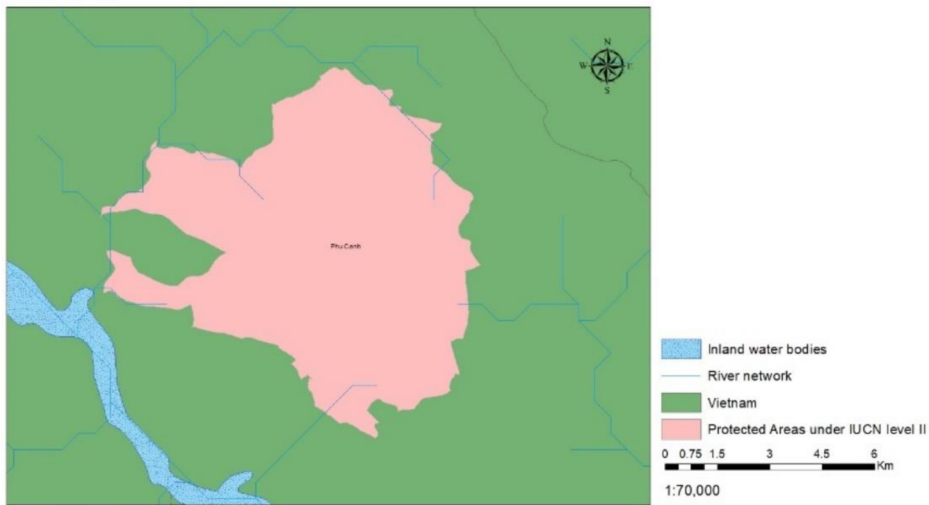 N
W E
S
Phu Canh
Inland water bodies
River network
Vietnam
Protected Areas under IUCN level II
0 0.75 1.5 3 4.5 6
Km
1:70,000